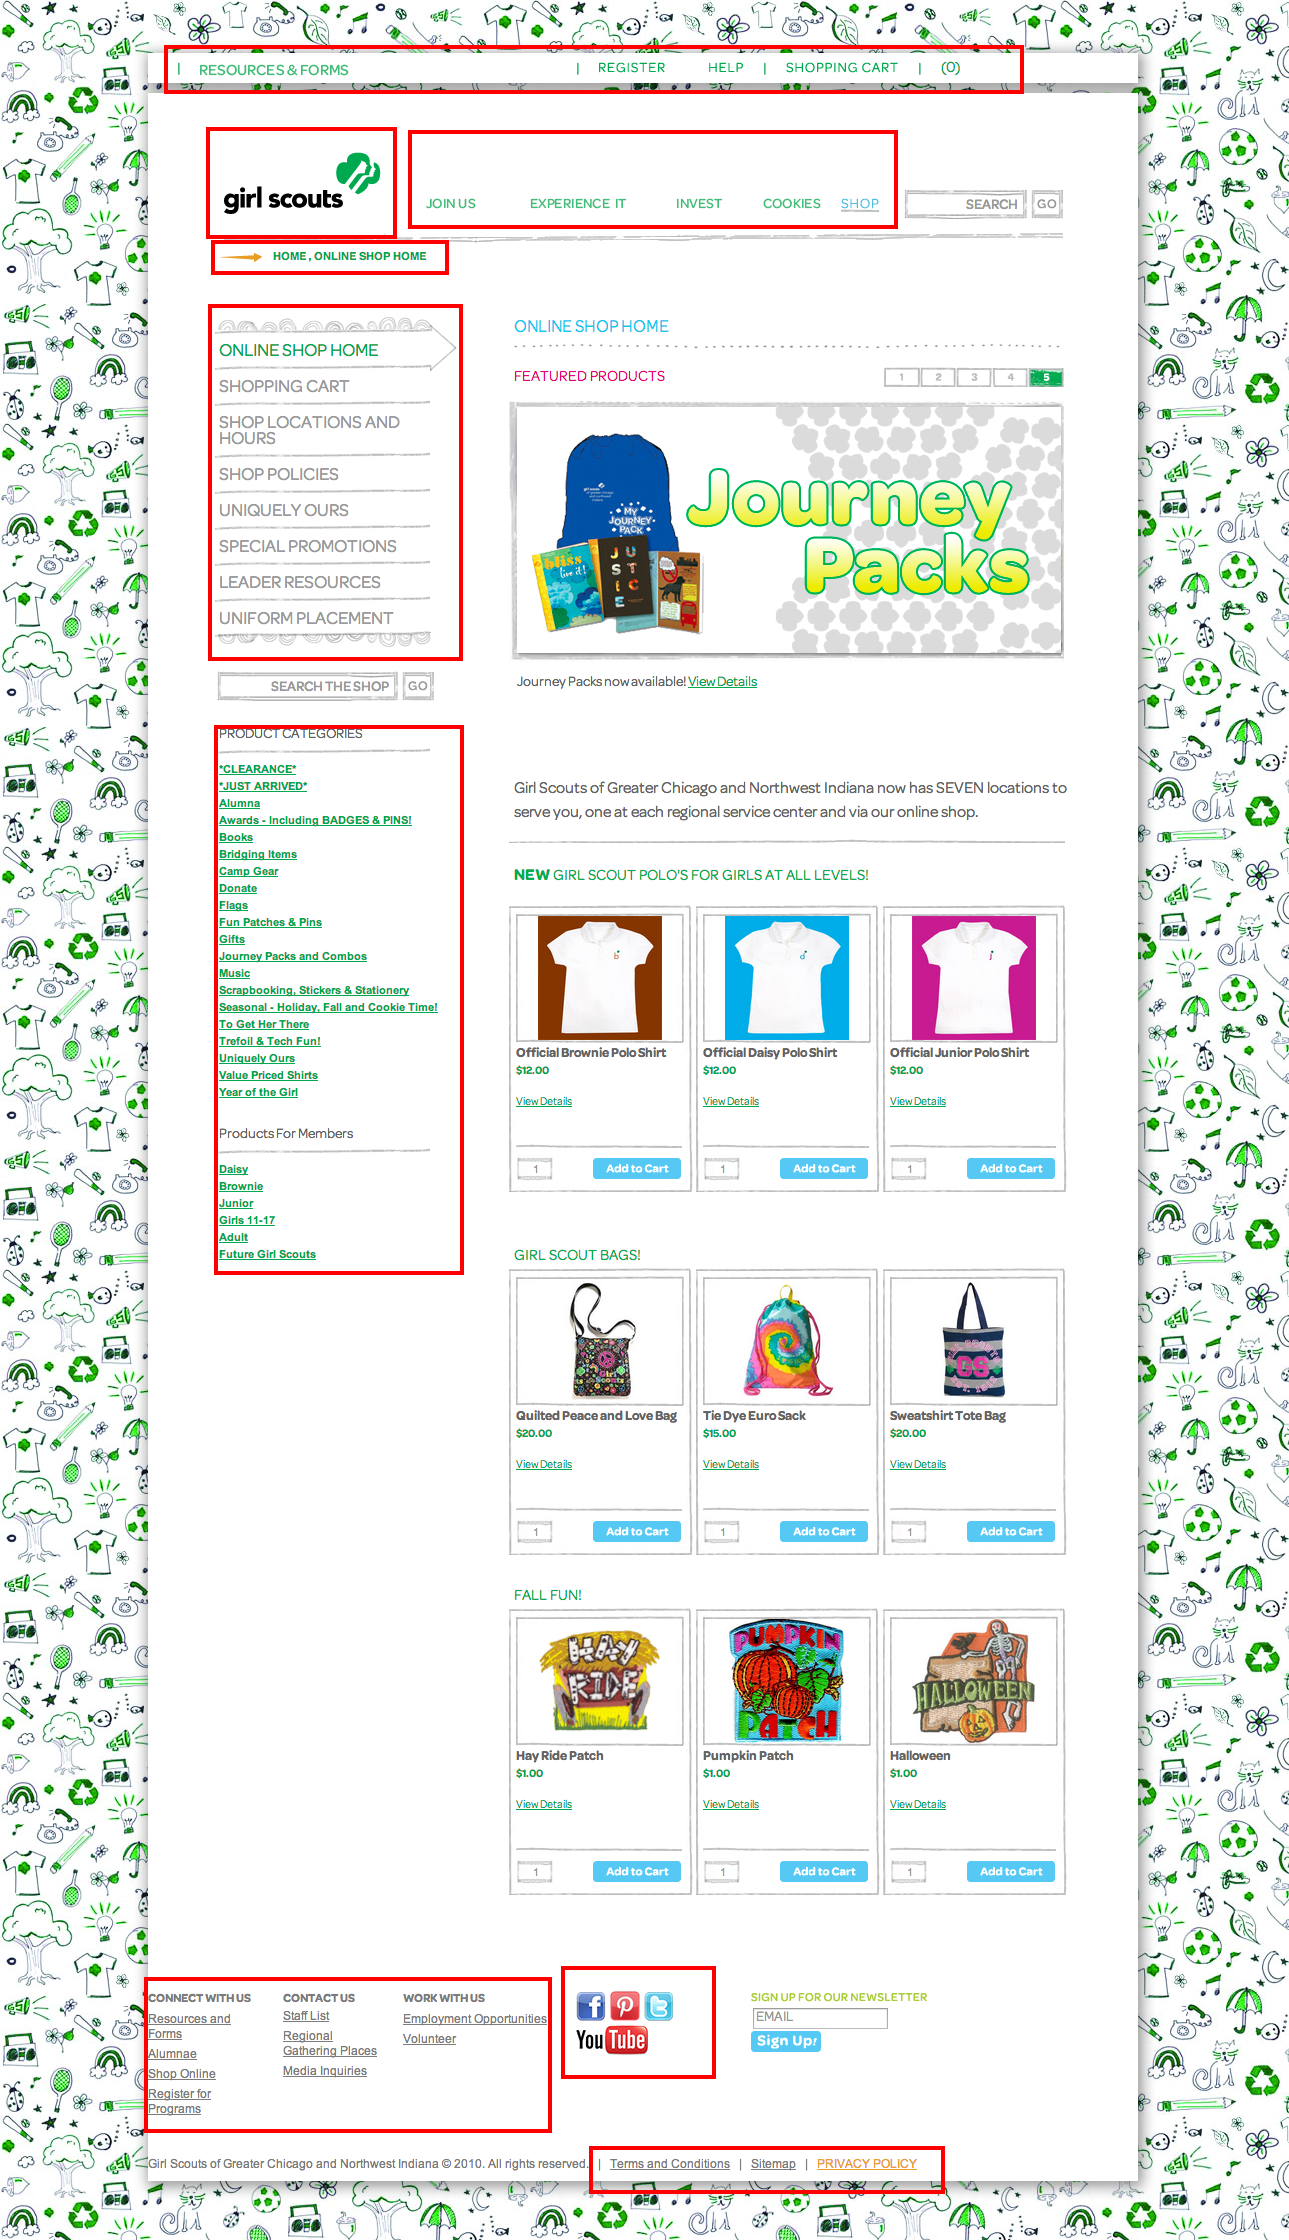 | RESOURCES & FORMS | REGISTER HELP | SHOPPING CART | (0)
girl scouts
JOIN US EXPERIENCE IT INVEST COOKIES SHOP SEARCH GO
HOME , ONLINE SHOP HOME
ONLINE SHOP HOME
SHOPPING CART
SHOP LOCATIONS AND
HOURS
SHOP POLICIES
UNIQUELY OURS
SPECIAL PROMOTIONS
LEADER RESOURCES
UNIFORM PLACEMENT
SEARCH THE SHOP GO
PRODUCT CATEGORIES
*CLEARANCE*
*JUST ARRIVED*
Alumna
Awards - Including BADGES & PINS!
Books
Bridging Items
Camp Gear
Donate
Flags
Fun Patches & Pins
Gifts
Journey Packs and Combos
Music
Scrapbooking, Stickers & Stationery
Seasonal - Holiday, Fall and Cookie Time!
To Get Her There
Trefoil & Tech Fun!
Uniquely Ours
Value Priced Shirts
Year of the Girl
Products For Members
Daisy
Brownie
Junior
Girls 11-17
Adult
Future Girl Scouts
ONLINE SHOP HOME
FEATURED PRODUCTS 1 2 3 4 5
MY
JOURNEY
PACK
bliss
live it!
JUSTICE
Journey
Packs
Journey Packs now available! View Details
Girl Scouts of Greater Chicago and Northwest Indiana now has SEVEN locations to
serve you, one at each regional service center and via our online shop.
NEW GIRL SCOUT POLO'S FOR GIRLS AT ALL LEVELS!
Official Brownie Polo Shirt Official Daisy Polo Shirt Official Junior Polo Shirt
$12.00 $12.00 $12.00
View Details View Details View Details
1 Add to Cart 1 Add to Cart 1 Add to Cart
GIRL SCOUT BAGS!
GS
Quilted Peace and Love Bag Tie Dye Euro Sack Sweatshirt Tote Bag
$20.00 $15.00 $20.00
View Details View Details View Details
1 Add to Cart 1 Add to Cart 1 Add to Cart
FALL FUN!
HAY RIDE PUMPKIN PATCH HALLOWEEN
Hay Ride Patch Pumpkin Patch Halloween
$1.00 $1.00 $1.00
View Details View Details View Details
1 Add to Cart 1 Add to Cart 1 Add to Cart
CONNECT WITH US
Resources and
Forms
Alumnae
Shop Online
Register for
Programs
CONTACT US
Staff List
Regional
Gathering Places
Media Inquiries
WORK WITH US
Employment Opportunities
Volunteer
You Tube
SIGN UP FOR OUR NEWSLETTER
EMAIL
Sign Up!
Girl Scouts of Greater Chicago and Northwest Indiana © 2010. All rights reserved. | Terms and Conditions | Sitemap | PRIVACY POLICY